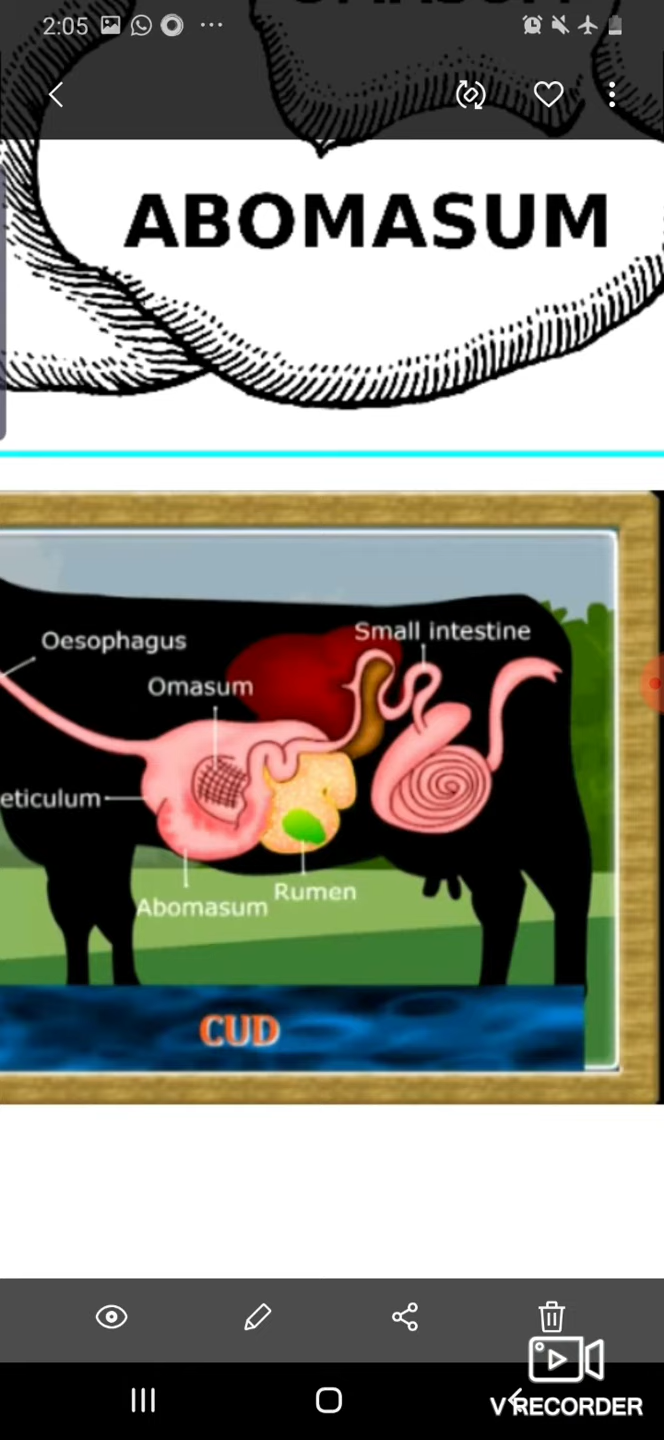 2:05
ABOMASUM
Oesophagus
Small intestine
Omasum
eticulum
Rumen
Abomasum
CUD
V RECORDER